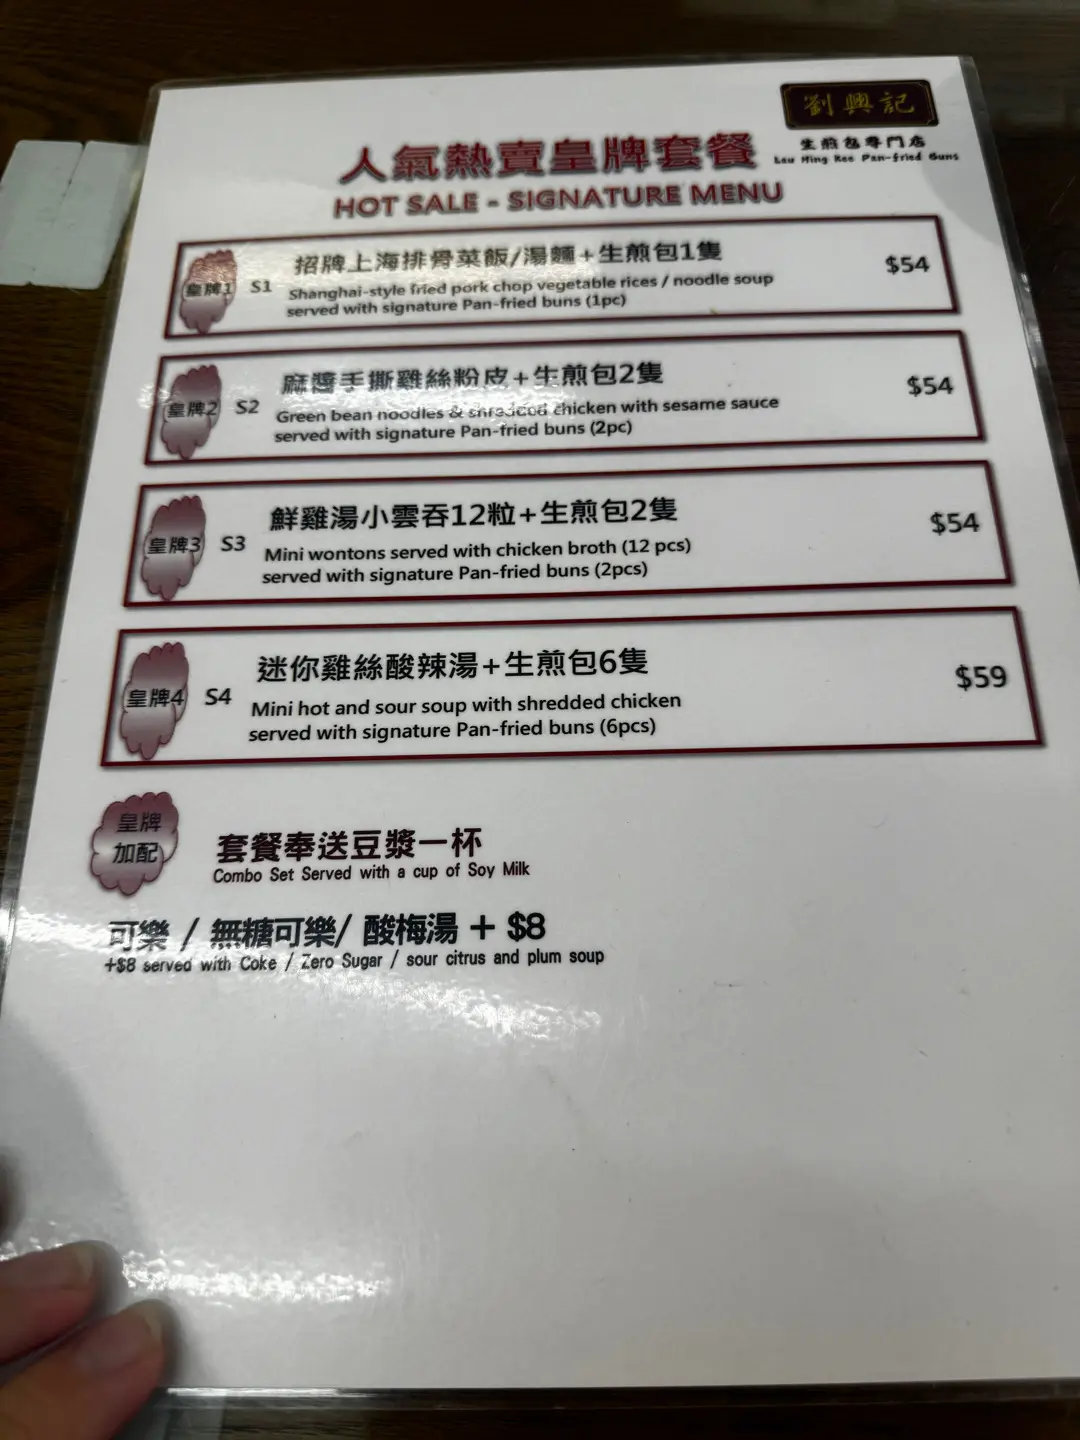 劉興記
生煎包專門店
Lau Hing Kee Pan-fried Buns
人氣熱賣皇牌套餐
HOT SALE - SIGNATURE MENU
皇牌1 S1 招牌上海排骨菜飯/湯麵+生煎包1隻 $54
Shanghai-style fried pork chop vegetable rices / noodle soup
served with signature Pan-fried buns (1pc)
皇牌2 S2 麻醬手撕雞絲粉皮+生煎包2隻 $54
Green bean noodles & shredded chicken with sesame sauce
served with signature Pan-fried buns (2pc)
皇牌3 S3 鮮雞湯小雲吞12粒+生煎包2隻 $54
Mini wontons served with chicken broth (12 pcs)
served with signature Pan-fried buns (2pcs)
皇牌4 S4 迷你雞絲酸辣湯+生煎包6隻 $59
Mini hot and sour soup with shredded chicken
served with signature Pan-fried buns (6pcs)
皇牌
加配
套餐奉送豆漿一杯
Combo Set Served with a cup of Soy Milk
可樂 / 無糖可樂/ 酸梅湯 + $8
+$8 served with Coke / Zero Sugar / sour citrus and plum soup